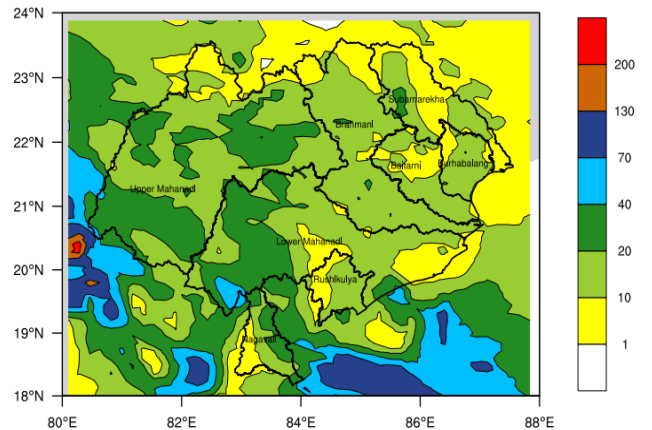 24°N
23°N
22°N
21°N
20°N
19°N
18°N
80°E
82°E
84°E
86°E
88°E
Subarnarekha
Brahmani
Baitarni
Burhabalang
Upper Mahanadi
Lower Mahanadi
Rushikulya
Nagavali
200
130
70
40
20
10
1